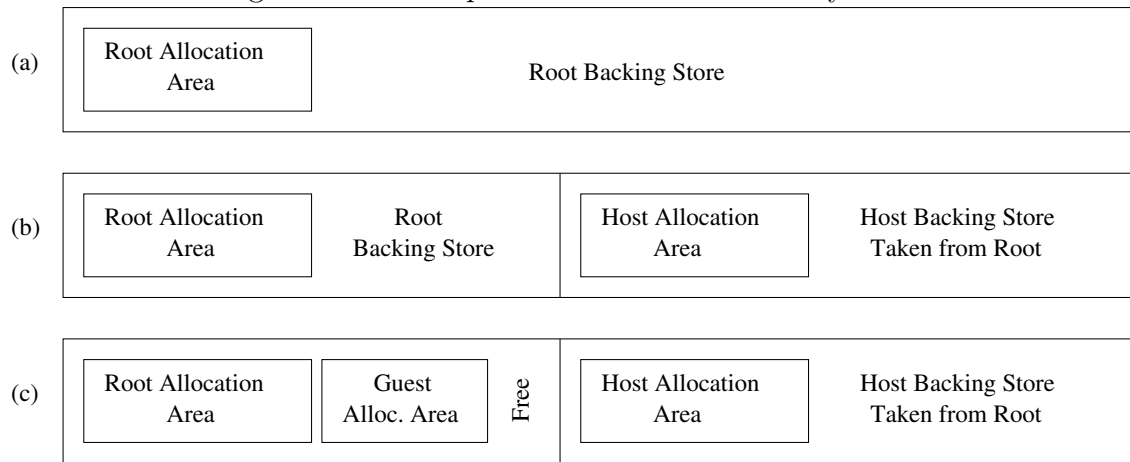 (a)
Root Allocation
Area
Root Backing Store
(b)
Root Allocation
Area
Root
Backing Store
Host Allocation
Area
Host Backing Store
Taken from Root
(c)
Root Allocation
Area
Guest
Alloc. Area
Free
Host Allocation
Area
Host Backing Store
Taken from Root